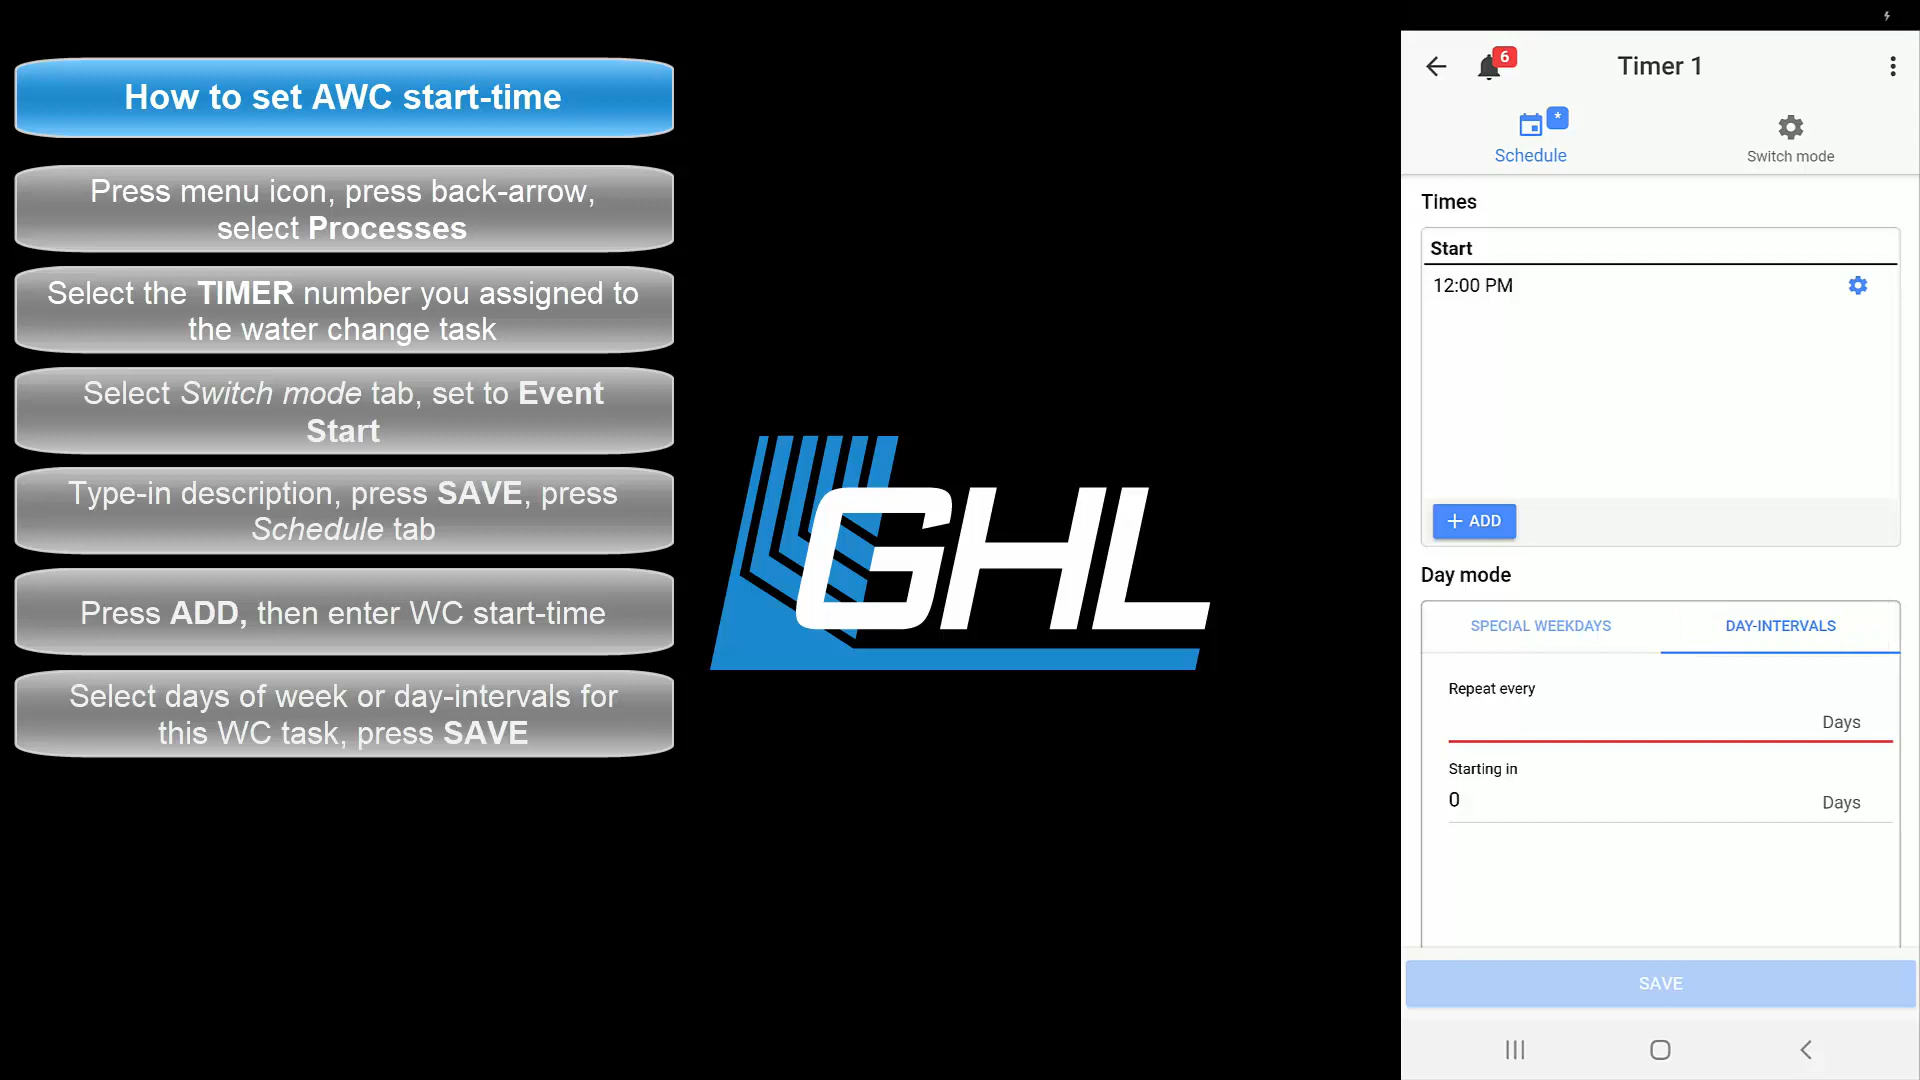 How to set AWC start-time
Press menu icon, press back-arrow,
select Processes
Select the TIMER number you assigned to
the water change task
Select Switch mode tab, set to Event
Start
Type-in description, press SAVE, press
Schedule tab
Press ADD, then enter WC start-time
Select days of week or day-intervals for
this WC task, press SAVE
GHL
6
Timer 1
*
Schedule
Switch mode
Times
Start
12:00 PM
+ ADD
Day mode
SPECIAL WEEKDAYS
DAY-INTERVALS
Repeat every
Days
Starting in
0
Days
SAVE